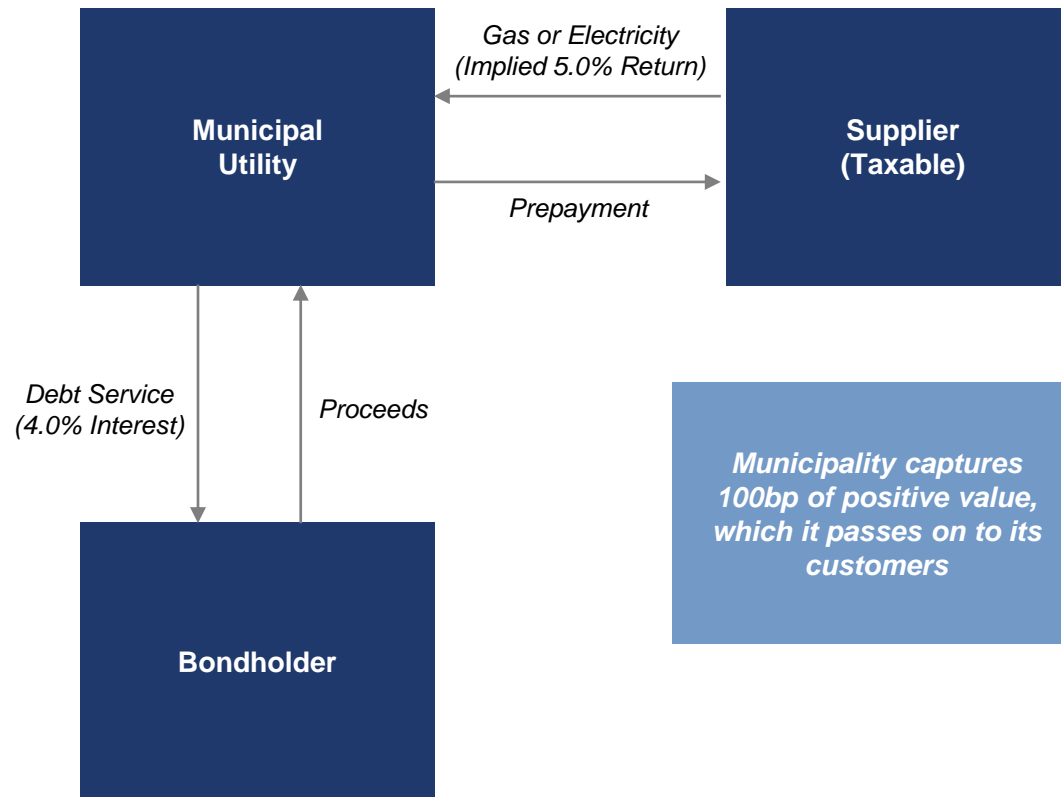 Gas or Electricity
(Implied 5.0% Return)
Municipal
Utility
Supplier
(Taxable)
Prepayment
Debt Service
(4.0% Interest)
Proceeds
Municipality captures
100bp of positive value,
which it passes on to its
customers
Bondholder